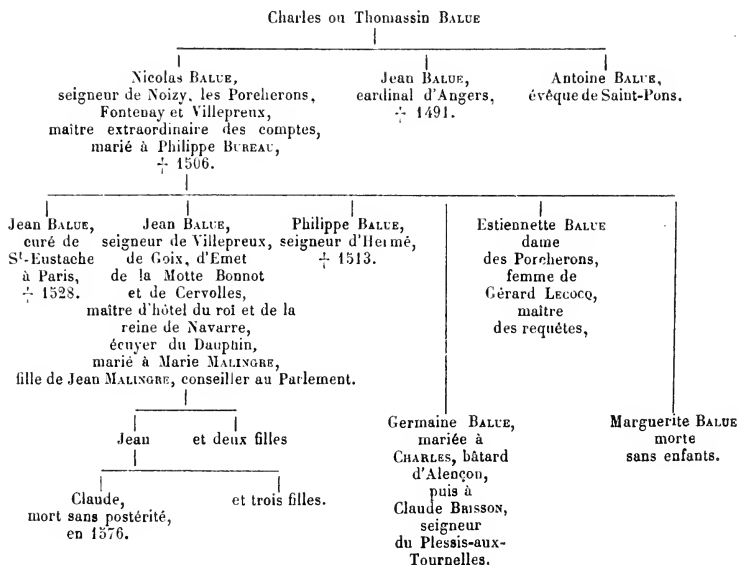 Charles ou Thomassin BALUE
Nicolas BALUE,
seigneur de Noizy, les Porcherons,
Fontenay et Villepreux,
maître extraordinaire des comptes,
marié à Philippe BUREAU,
† 1506.
Jean BALUE,
cardinal d'Angers,
† 1491.
Antoine BALUE,
évêque de Saint-Pons.
Jean BALUE,
curé de
St-Eustache
à Paris,
† 1528.
Jean BALUE,
seigneur de Villepreux,
de Goix, d'Emet
de la Motte Bonnot
et de Cervolles,
maître d'hôtel du roi et de la
reine de Navarre,
écuyer du Dauphin,
marié à Marie MALINGRE,
fille de Jean MALINGRE, conseiller au Parlement.
Philippe BALUE,
seigneur d'Hermé,
† 1513.
Estiennette BALUE
dame
des Porcherons,
femme de
Gérard LECOCQ,
maître
des requêtes,
Jean
et deux filles
Claude,
mort sans postérité,
en 1576.
et trois filles.
Germaine BALUE,
mariée à
CHARLES, bâtard
d'Alençon,
puis à
Claude BRISSON,
seigneur
du Plessis-aux-
Tournelles.
Marguerite BALUE
morte
sans enfants.